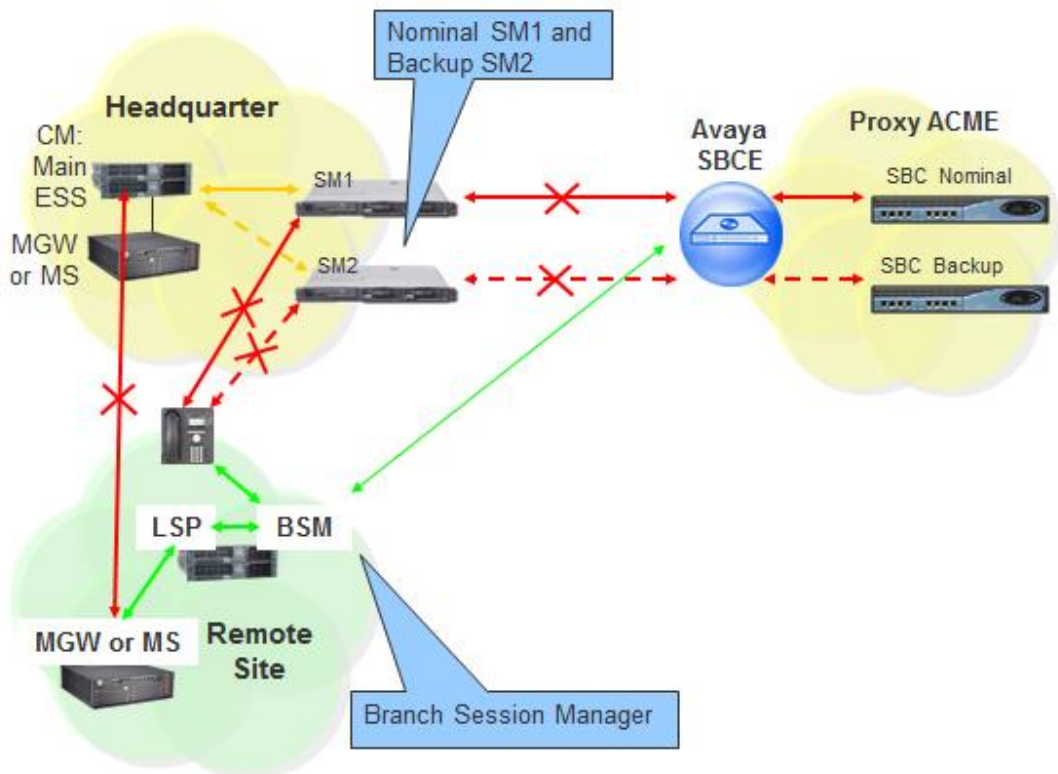 Nominal SM1 and
Backup SM2
Headquarter
CM:
Main
ESS
MGW
or MS
SM1
SM2
Avaya
SBCE
Proxy ACME
SBC Nominal
SBC Backup
LSP
BSM
MGW or MS
Remote
Site
Branch Session Manager